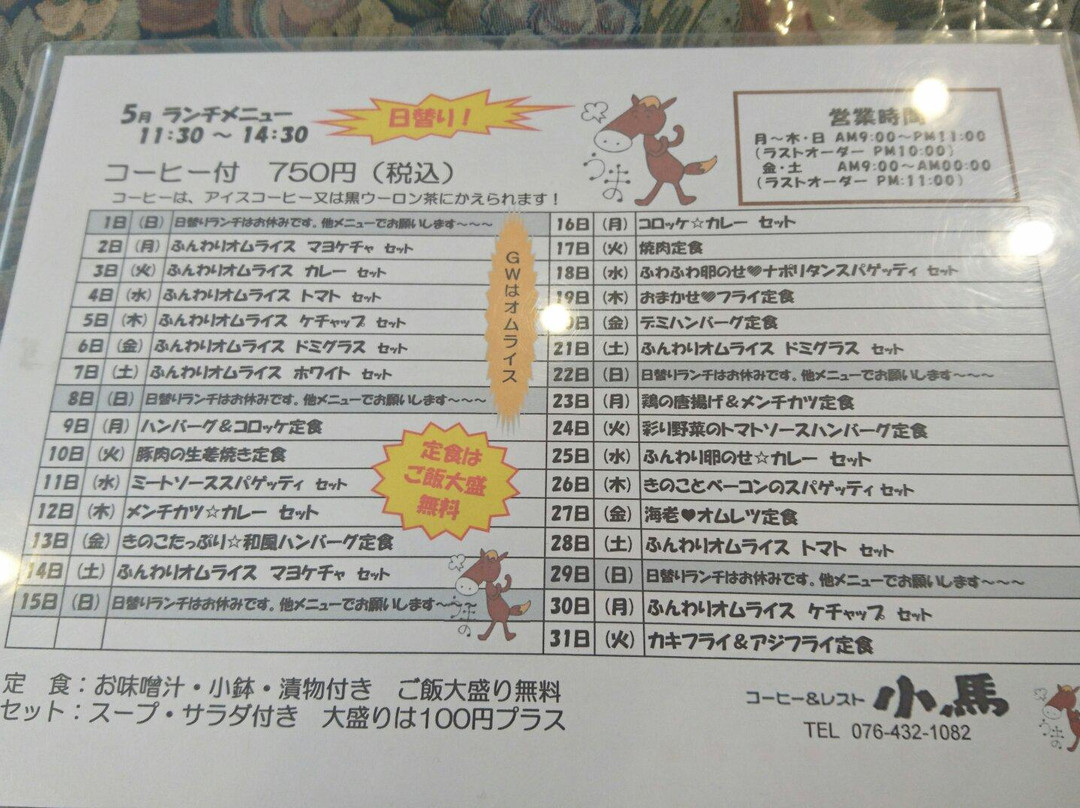 5月 ランチメニュー
11:30 ～ 14:30
日替り！
コーヒー付 750円（税込）
コーヒーは、アイスコーヒー又は黒ウーロン茶にかえられます！
営業時間
月～木・日 AM9:00～PM11:00
（ラストオーダー PM10:00）
金・土 AM9:00～AM00:00
（ラストオーダー PM:11:00）
1日（日）日替りランチはお休みです。他メニューでお願いします～～～
2日（月）ふんわりオムライス マヨケチャ セット
3日（火）ふんわりオムライス カレー セット
4日（水）ふんわりオムライス トマト セット
5日（木）ふんわりオムライス ケチャップ セット
6日（金）ふんわりオムライス ドミグラス セット
7日（土）ふんわりオムライス ホワイト セット
8日（日）日替りランチはお休みです。他メニューでお願いします～～～
9日（月）ハンバーグ＆コロッケ定食
10日（火）豚肉の生姜焼き定食
11日（水）ミートソーススパゲッティ セット
12日（木）メンチカツ☆カレー セット
13日（金）きのこたっぷり☆和風ハンバーグ定食
14日（土）ふんわりオムライス マヨケチャ セット
15日（日）日替りランチはお休みです。他メニューでお願いします～～～
GWはオムライス
定食は
ご飯大盛
無料
16日（月）コロッケ☆カレー セット
17日（火）焼肉定食
18日（水）ふわふわ卵のせ♥ナポリタンスパゲッティ セット
19日（木）おまかせ♥フライ定食
（金）デミハンバーグ定食
21日（土）ふんわりオムライス ドミグラス セット
22日（日）日替りランチはお休みです。他メニューでお願いします～～～
23日（月）鶏の唐揚げ＆メンチカツ定食
24日（火）彩り野菜のトマトソースハンバーグ定食
25日（水）ふんわり卵のせ☆カレー セット
26日（木）きのことベーコンのスパゲッティ セット
27日（金）海老♥オムレツ定食
28日（土）ふんわりオムライス トマト セット
29日（日）日替りランチはお休みです。他メニューでお願いします～～～
30日（月）ふんわりオムライス ケチャップ セット
31日（火）カキフライ＆アジフライ定食
定 食：お味噌汁・小鉢・漬物付き ご飯大盛り無料
セット：スープ・サラダ付き 大盛りは100円プラス
コーヒー&レスト 小馬
TEL 076-432-1082